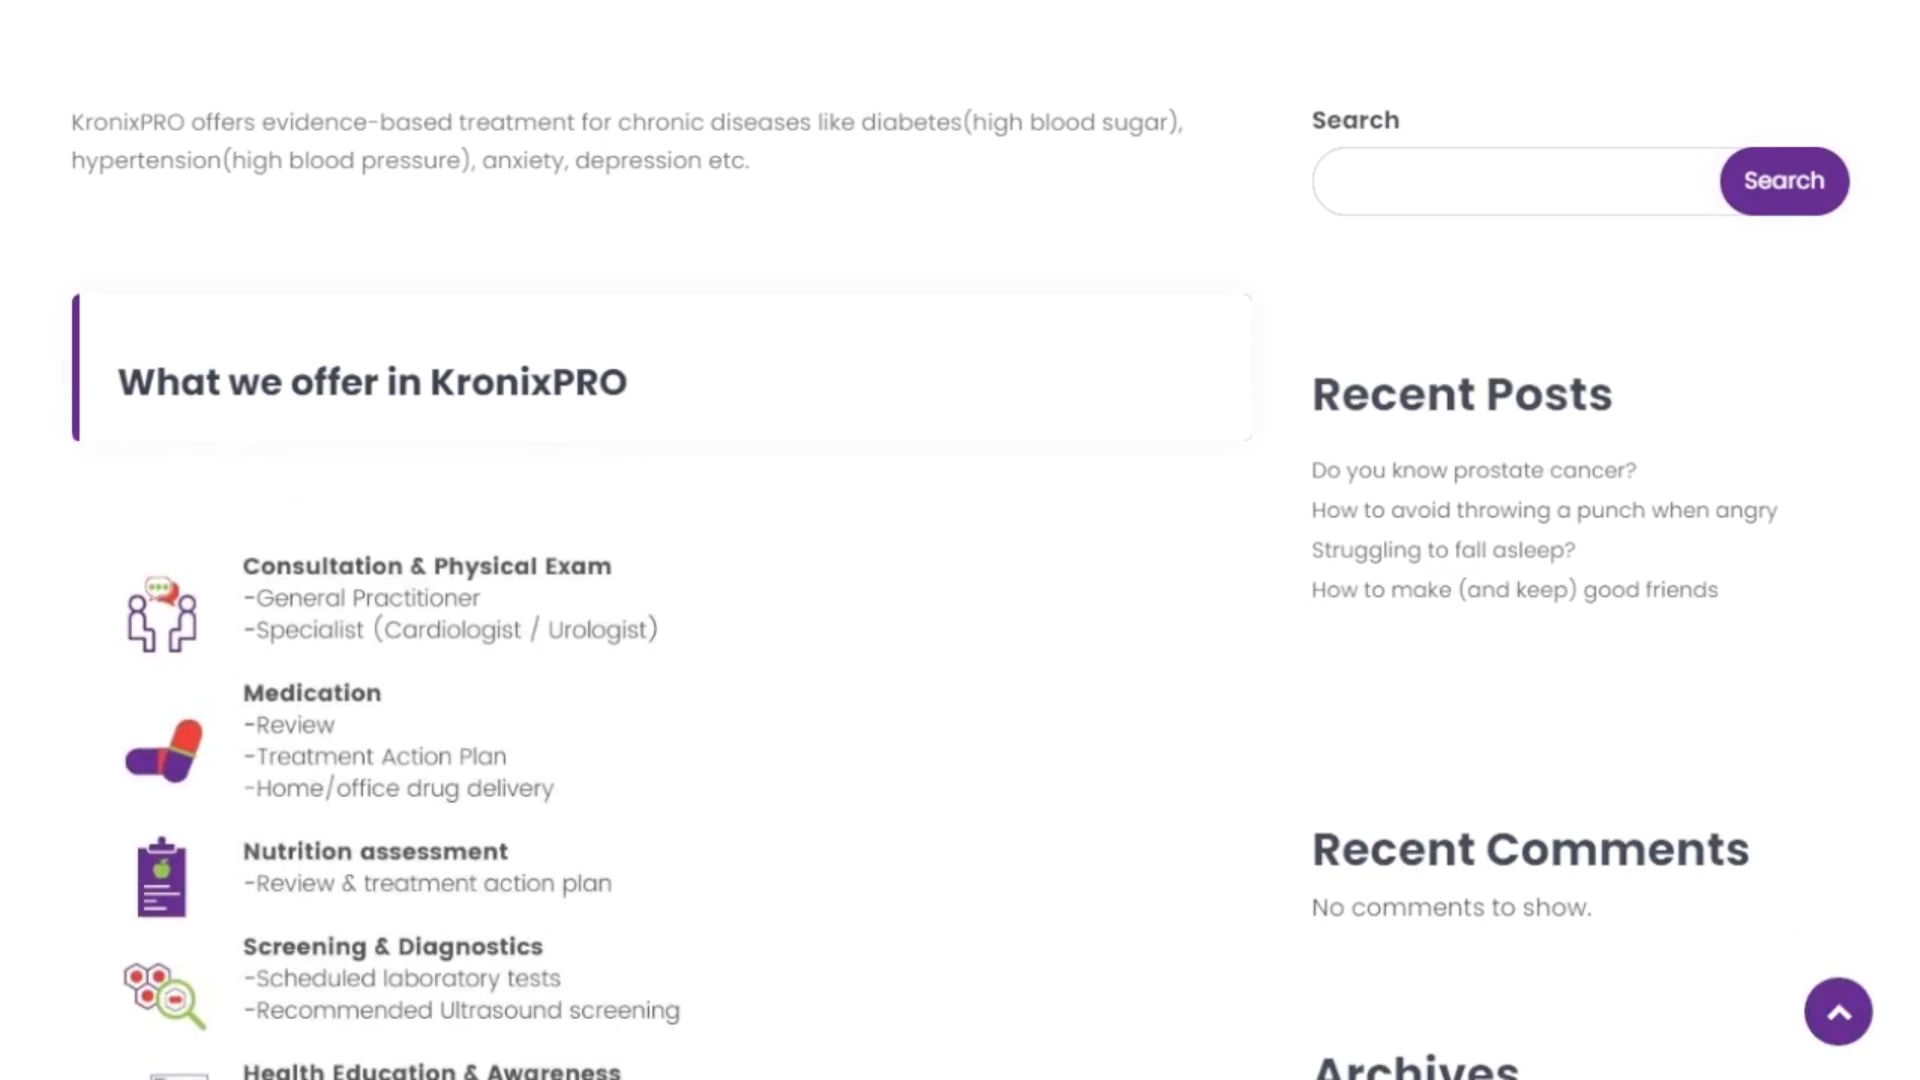 KronixPRO offers evidence-based treatment for chronic diseases like diabetes(high blood sugar),
hypertension(high blood pressure), anxiety, depression etc.
What we offer in KronixPRO
Consultation & Physical Exam
-General Practitioner
-Specialist (Cardiologist / Urologist)
Medication
-Review
-Treatment Action Plan
-Home/office drug delivery
Nutrition assessment
-Review & treatment action plan
Screening & Diagnostics
-Scheduled laboratory tests
-Recommended Ultrasound screening
Health Education & Awareness
Search
Search
Recent Posts
Do you know prostate cancer?
How to avoid throwing a punch when angry
Struggling to fall asleep?
How to make (and keep) good friends
Recent Comments
No comments to show.
Archives